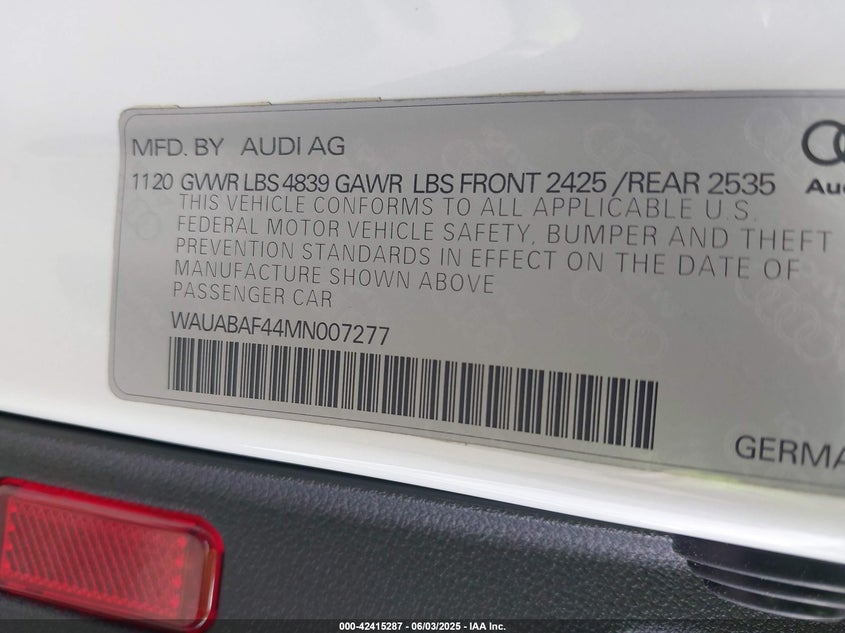 MFD. BY AUDI AG
1120 GVWR LBS 4839 GAWR LBS FRONT 2425 /REAR 2535
THIS VEHICLE CONFORMS TO ALL APPLICABLE U.S.
FEDERAL MOTOR VEHICLE SAFETY, BUMPER AND THEFT
PREVENTION STANDARDS IN EFFECT ON THE DATE OF
MANUFACTURE SHOWN ABOVE
PASSENGER CAR
WAUABAF44MN007277
Aud
GERMA
000-42415287 - 06/03/2025 - IAA Inc.